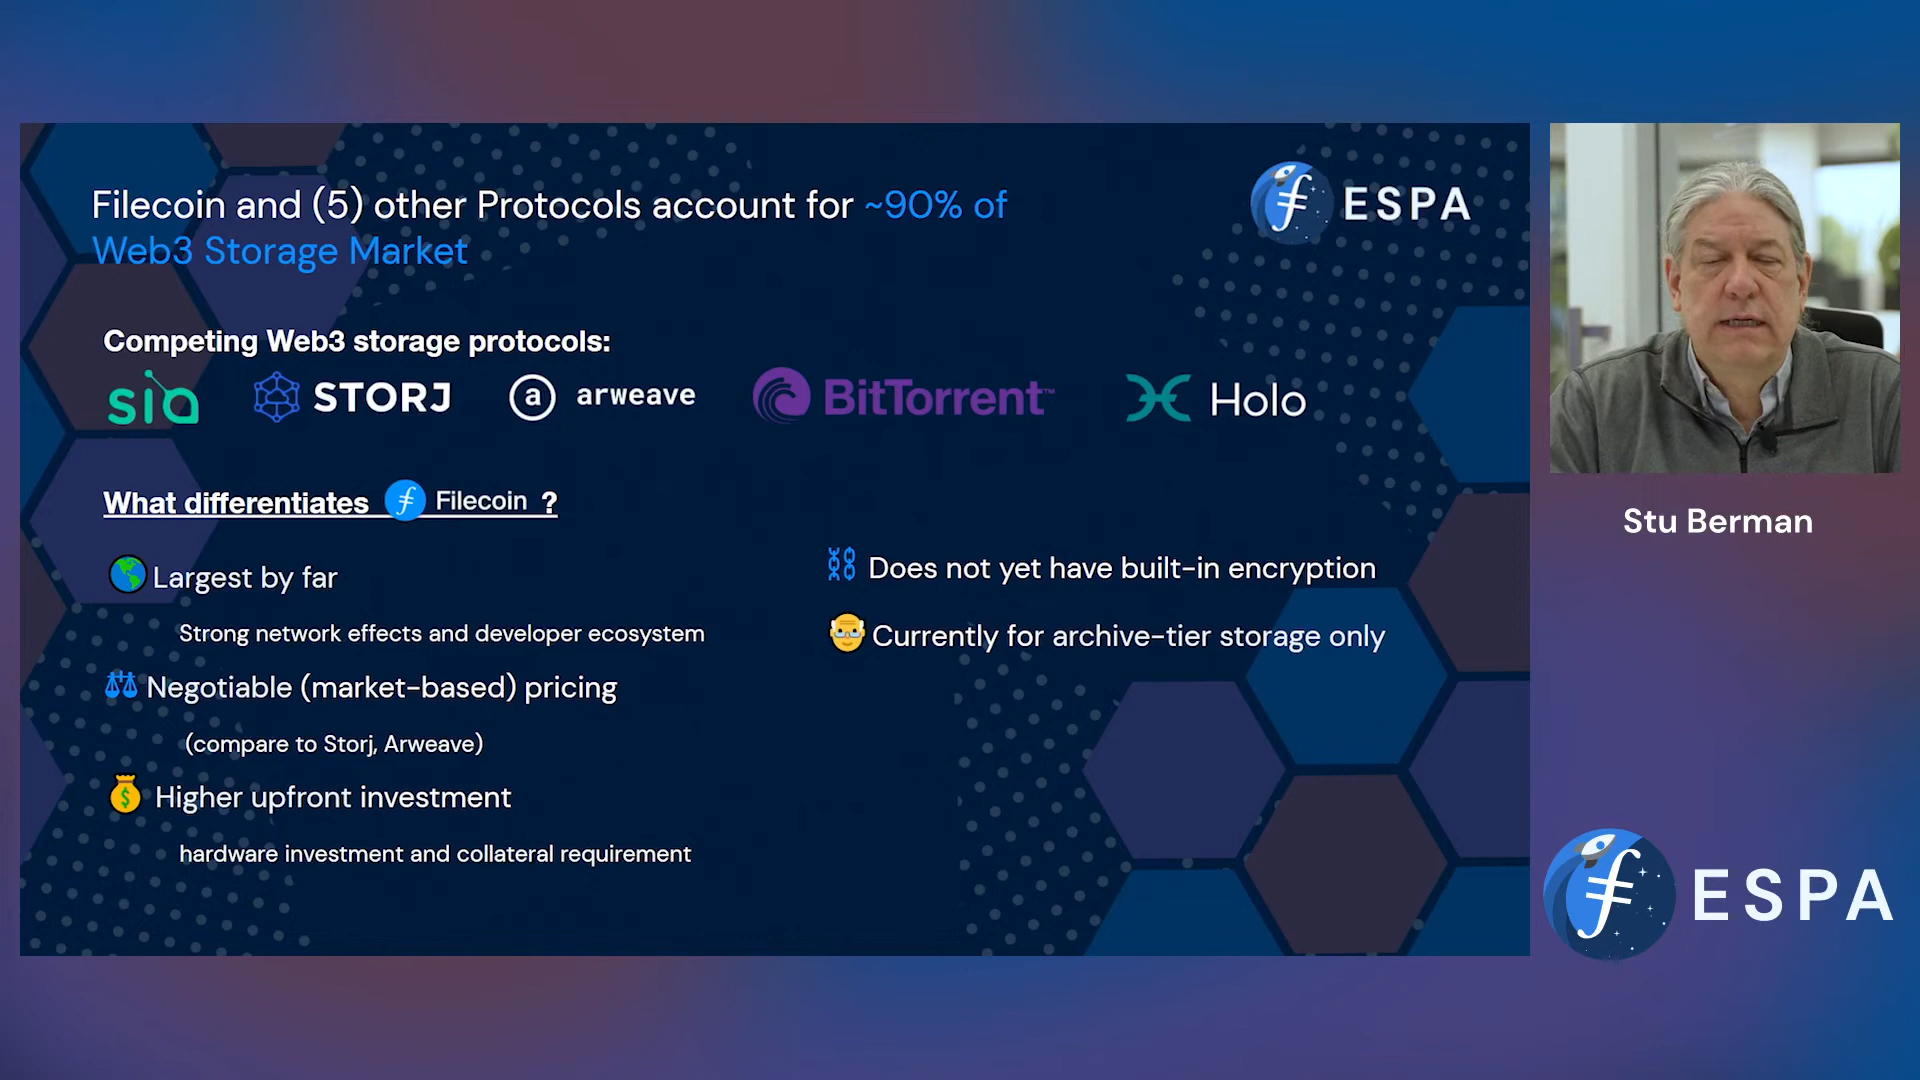 Filecoin and (5) other Protocols account for ~90% of
Web3 Storage Market
ESPA
Competing Web3 storage protocols:
sia
STORJ
a arweave
BitTorrent™
Holo
What differentiates Filecoin ?
Largest by far
Strong network effects and developer ecosystem
Negotiable (market-based) pricing
(compare to Storj, Arweave)
Higher upfront investment
hardware investment and collateral requirement
Does not yet have built-in encryption
Currently for archive-tier storage only
Stu Berman
ESPA